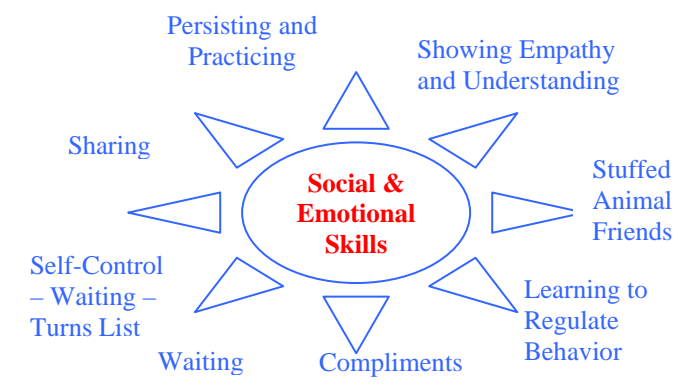 Persisting and
Practicing
Showing Empathy
and Understanding
Sharing
Stuffed
Animal
Friends
Social &
Emotional
Skills
Self-Control
– Waiting –
Turns List
Learning to
Regulate
Behavior
Waiting
Compliments